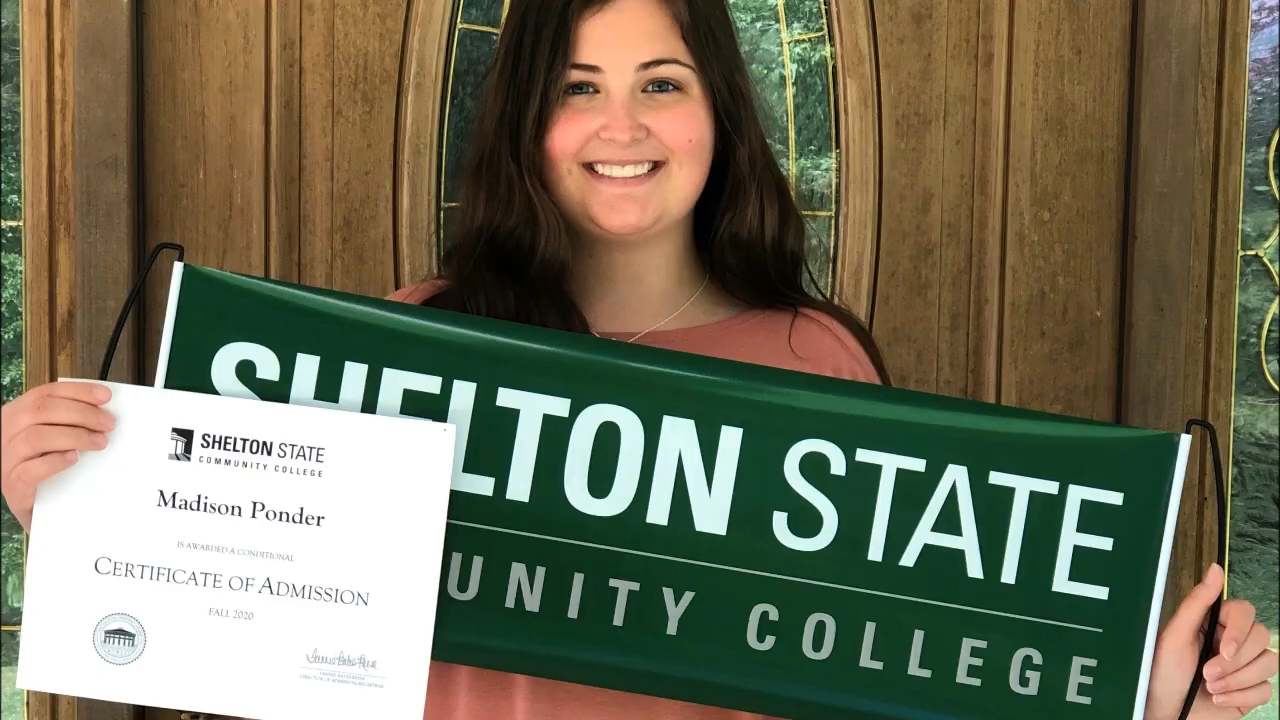 SHELTON STATE
UNITY COLLEGE
SHELTON STATE
COMMUNITY COLLEGE
Madison Ponder
IS AWARDED A CONDITIONAL
CERTIFICATE OF ADMISSION
FALL 2020